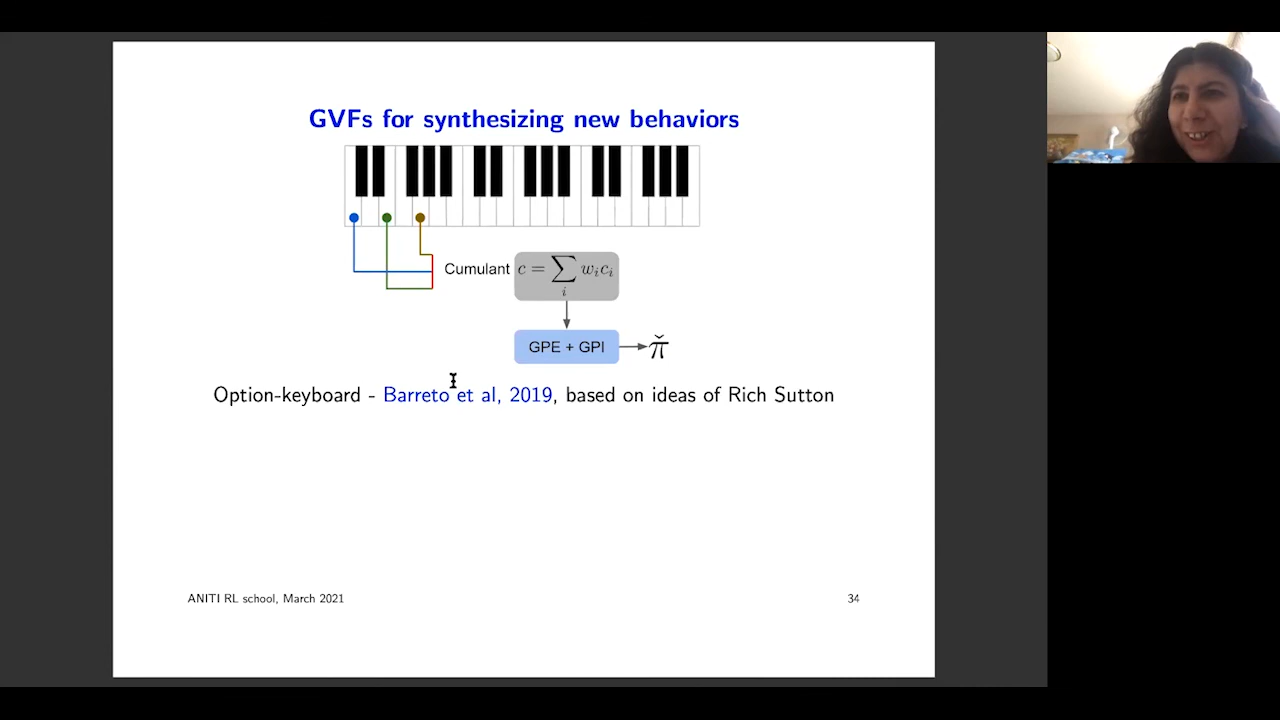 GVFs for synthesizing new behaviors
Cumulant c = ∑ᵢ wᵢcᵢ
GPE + GPI
π̌
Option-keyboard - Barreto et al, 2019, based on ideas of Rich Sutton
ANITI RL school, March 2021
34